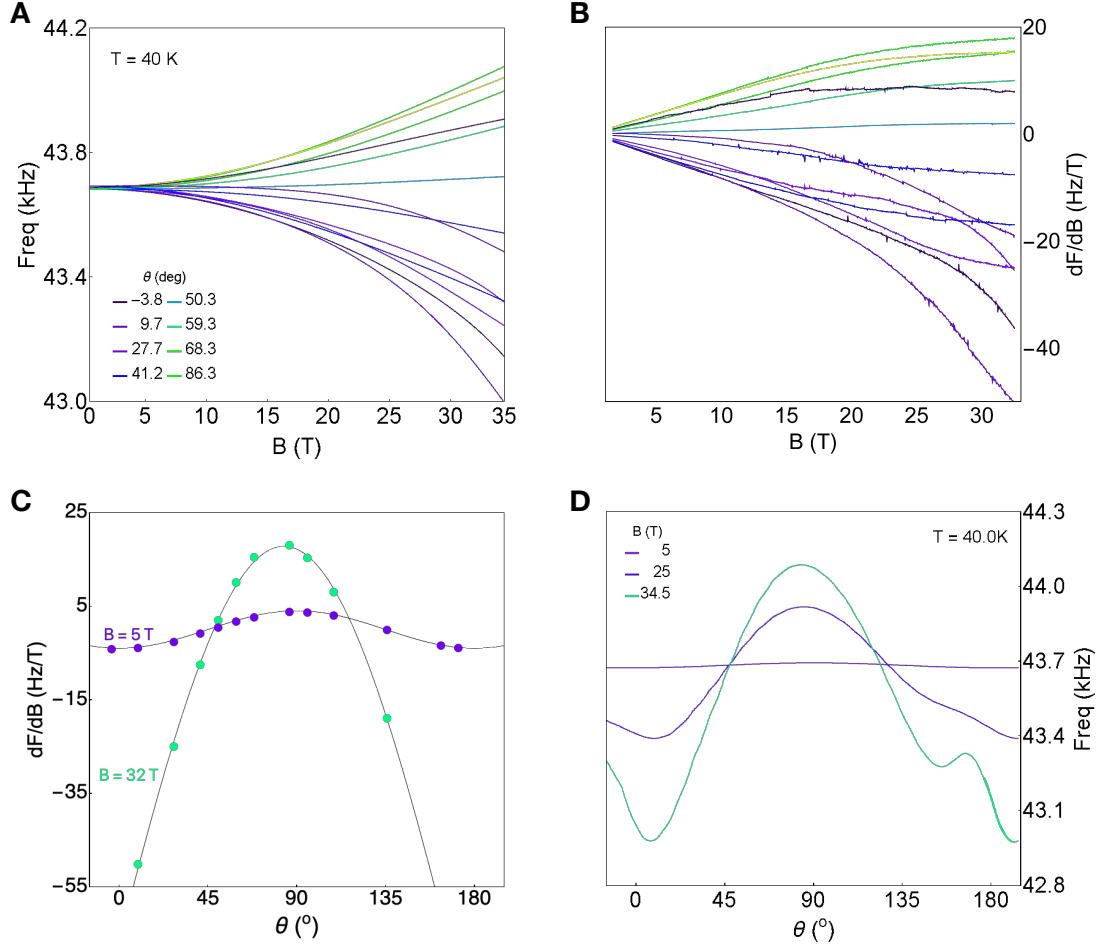 A
44.2
43.8
43.4
43.0
Freq (kHz)
T = 40 K
θ (deg)
−3.8 50.3
9.7 59.3
27.7 68.3
41.2 86.3
0 5 10 15 20 25 30 35
B (T)
B
20
0
−20
−40
dF/dB (Hz/T)
5 10 15 20 25 30
B (T)
C
25
5
−15
−35
−55
dF/dB (Hz/T)
B = 5 T
B = 32 T
0 45 90 135 180
θ (°)
D
B (T)
5
25
34.5
T = 40.0K
44.3
44.0
43.7
43.4
43.1
42.8
Freq (kHz)
0 45 90 135 180
θ (°)